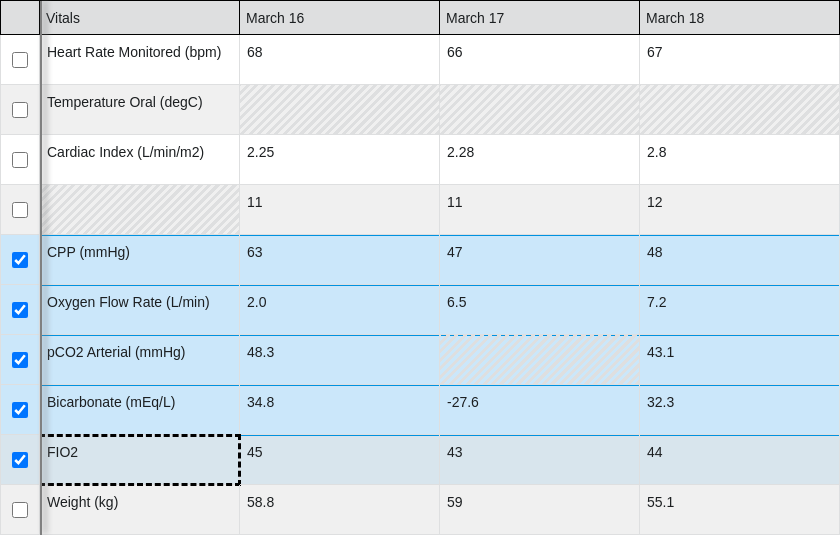 Vitals March 16 March 17 March 18
Heart Rate Monitored (bpm) 68 66 67
Temperature Oral (degC)
Cardiac Index (L/min/m2) 2.25 2.28 2.8
11 11 12
CPP (mmHg) 63 47 48
Oxygen Flow Rate (L/min) 2.0 6.5 7.2
pCO2 Arterial (mmHg) 48.3 43.1
Bicarbonate (mEq/L) 34.8 -27.6 32.3
FIO2 45 43 44
Weight (kg) 58.8 59 55.1